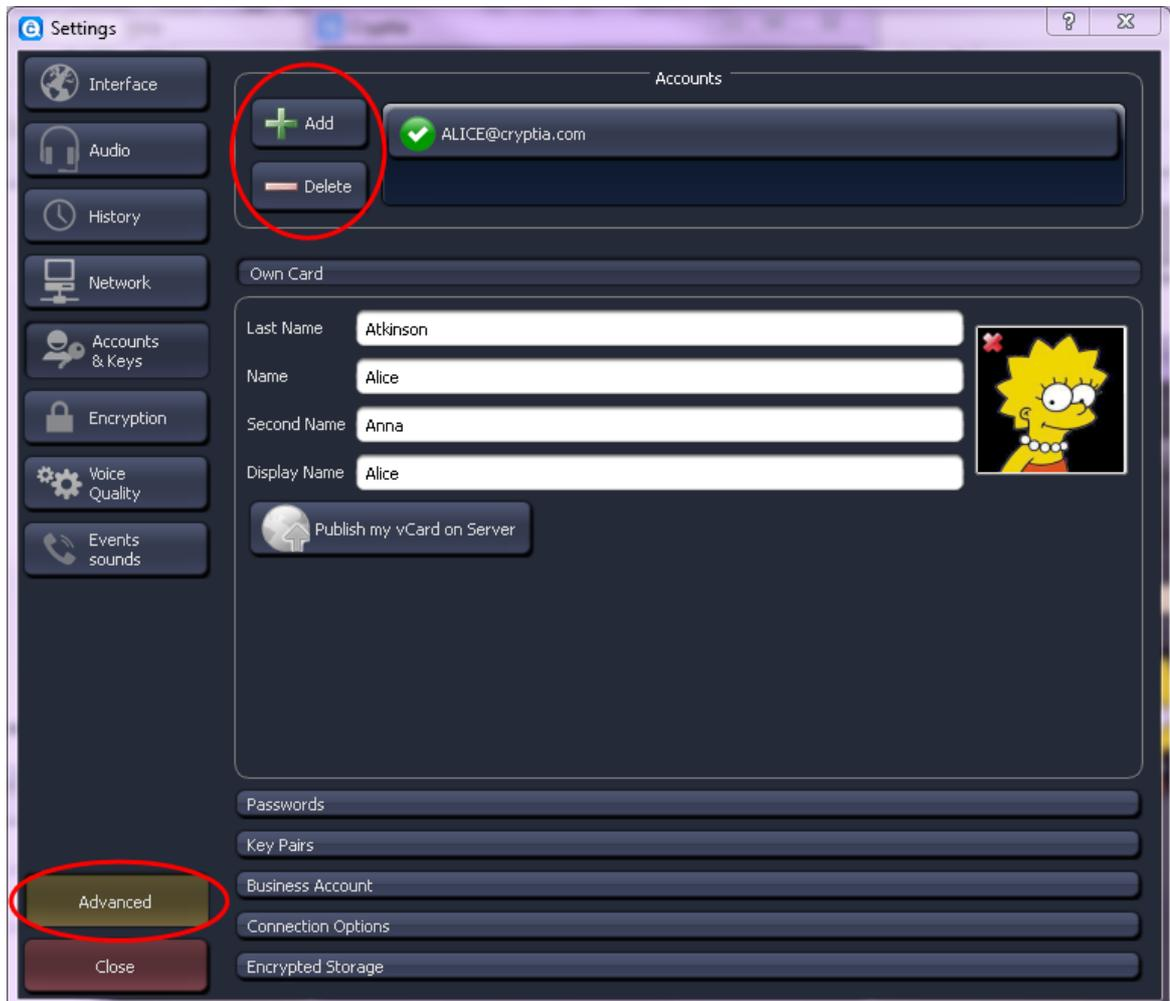 Settings
Interface
Audio
History
Network
Accounts
& Keys
Encryption
Voice
Quality
Events
sounds
Advanced
Close
Accounts
Add
Delete
ALICE@cryptia.com
Own Card
Last Name Atkinson
Name Alice
Second Name Anna
Display Name Alice
Publish my vCard on Server
Passwords
Key Pairs
Business Account
Connection Options
Encrypted Storage